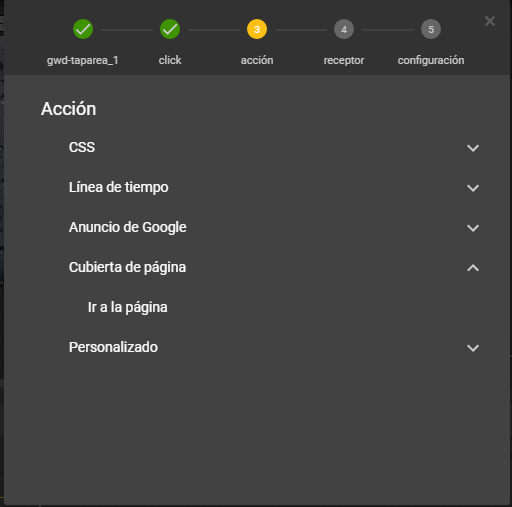 3
4
5
gwd-taparea_1
click
acción
receptor
configuración
Acción
CSS
Línea de tiempo
Anuncio de Google
Cubierta de página
Ir a la página
Personalizado